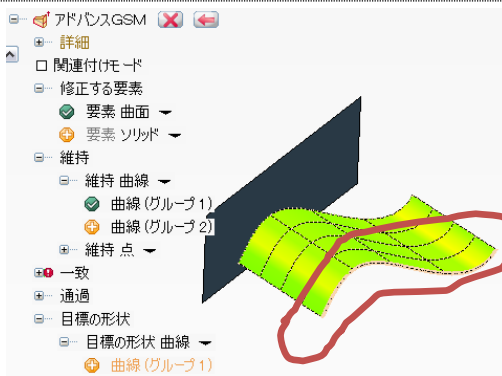 アドバンスGSM
詳細
関連付けモード
修正する要素
要素 曲面
要素 ソリッド
維持
維持 曲線
曲線 (グループ1)
曲線 (グループ2)
維持 点
一致
通過
目標の形状
目標の形状 曲線
曲線 (グループ1)